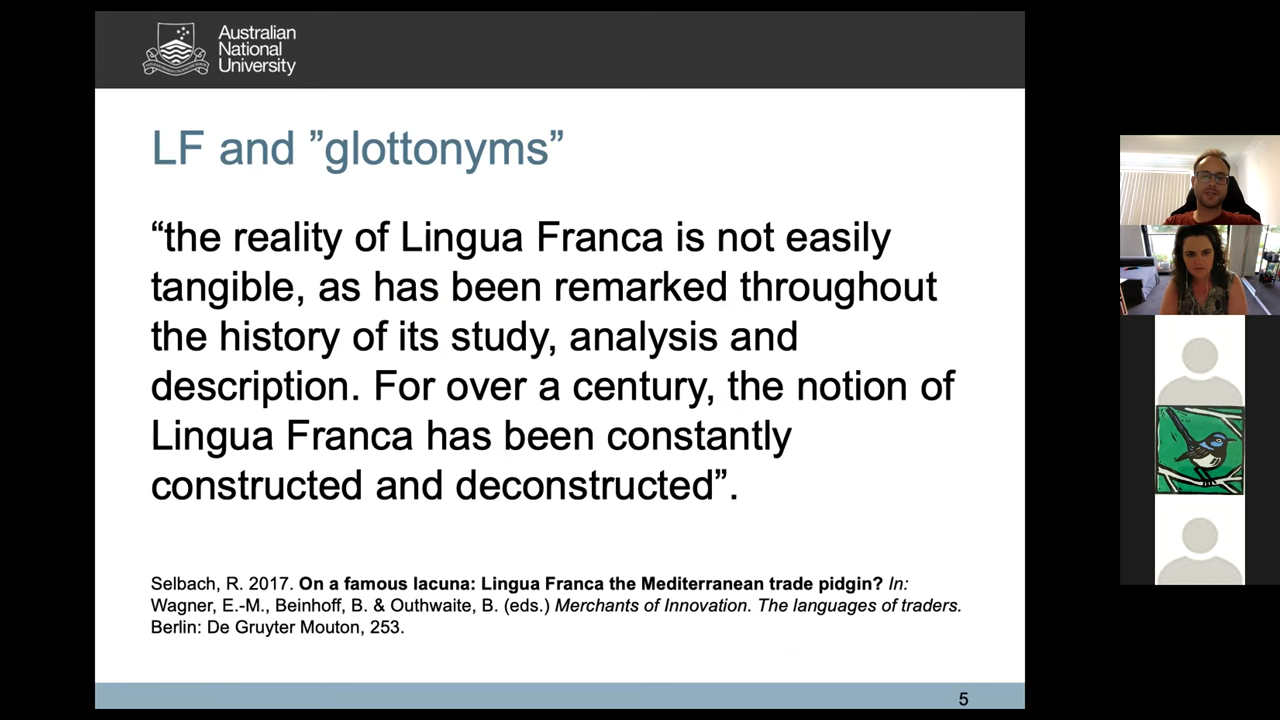 Australian
National
University
LF and ”glottonyms”
“the reality of Lingua Franca is not easily
tangible, as has been remarked throughout
the history of its study, analysis and
description. For over a century, the notion of
Lingua Franca has been constantly
constructed and deconstructed”.
Selbach, R. 2017. On a famous lacuna: Lingua Franca the Mediterranean trade pidgin? In:
Wagner, E.-M., Beinhoff, B. & Outhwaite, B. (eds.) Merchants of Innovation. The languages of traders.
Berlin: De Gruyter Mouton, 253.
5